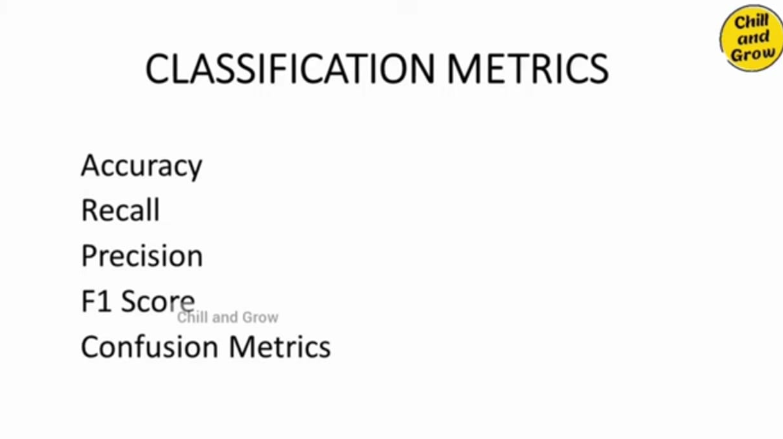 Chill
and
Grow
CLASSIFICATION METRICS
Accuracy
Recall
Precision
F1 Score
Chill and Grow
Confusion Metrics